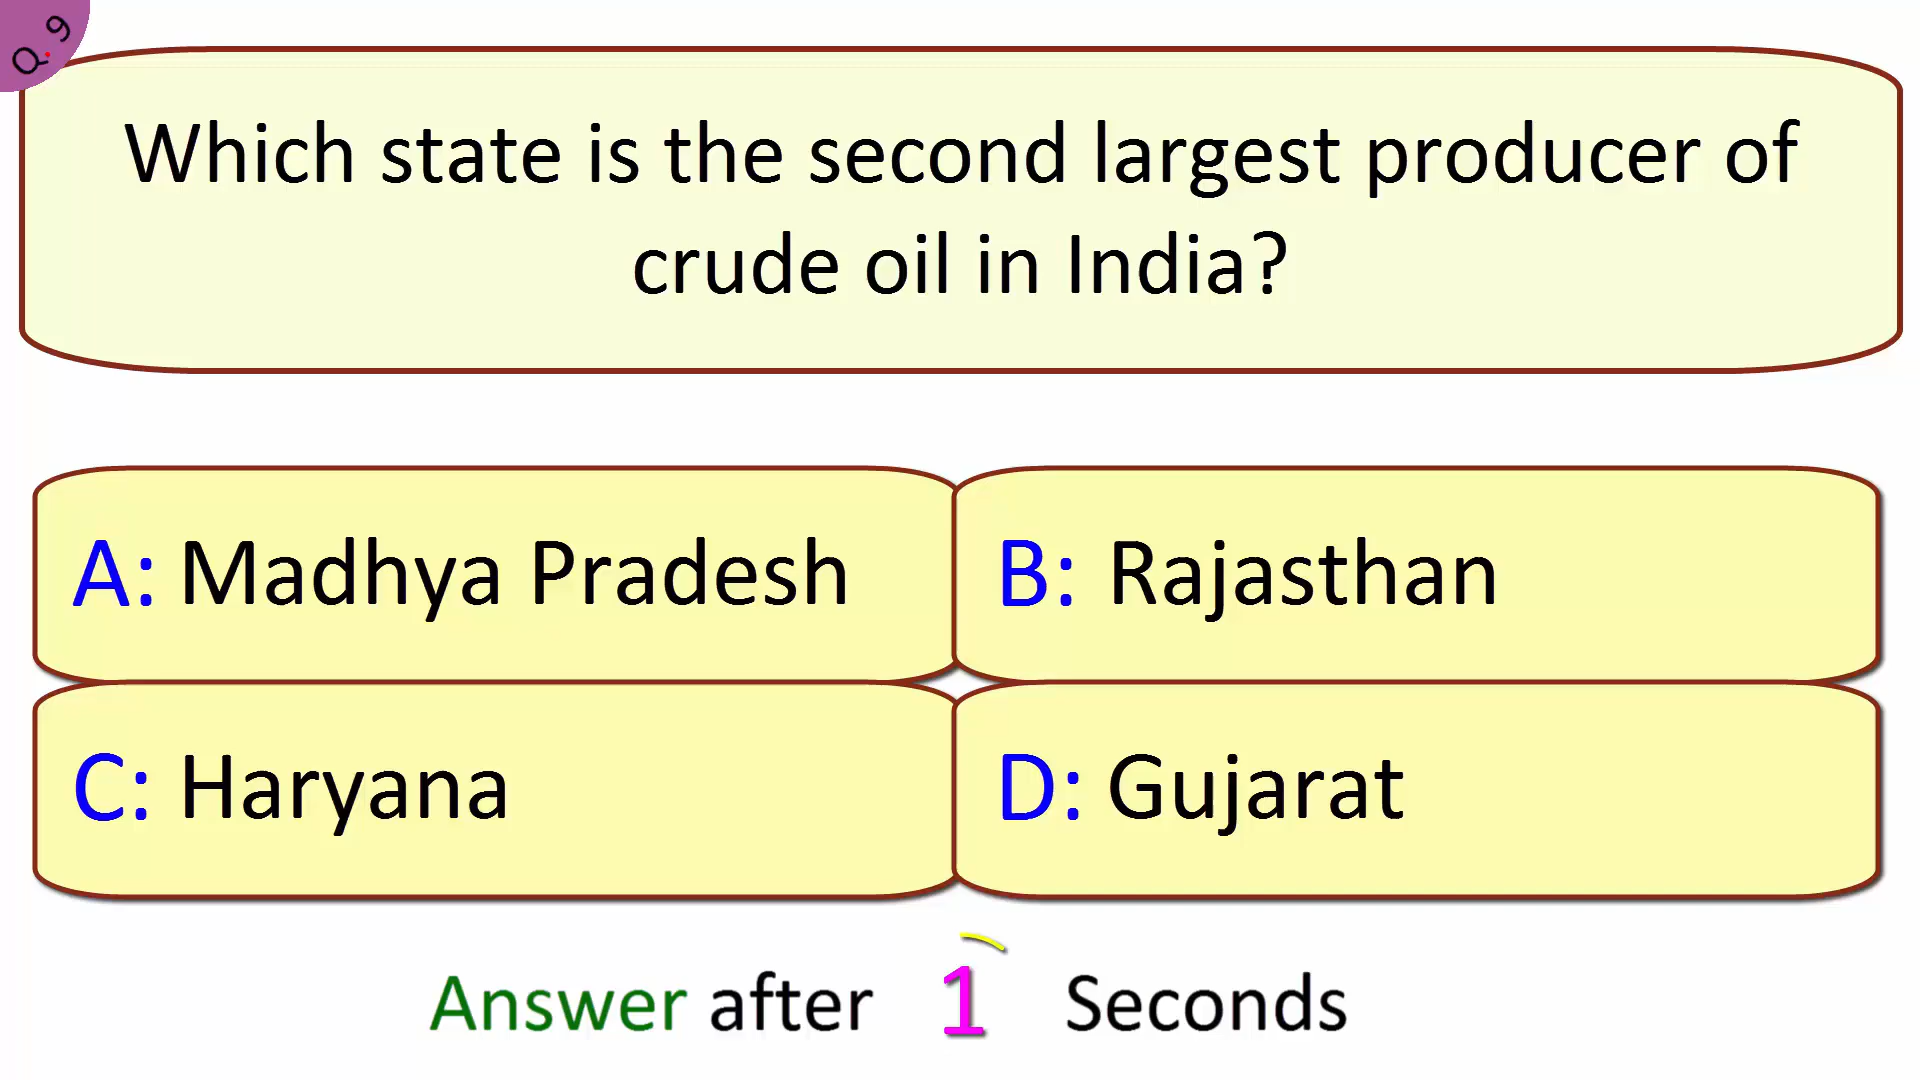 Q. 9
Which state is the second largest producer of
crude oil in India?
A: Madhya Pradesh
B: Rajasthan
C: Haryana
D: Gujarat
Answer after 1 Seconds